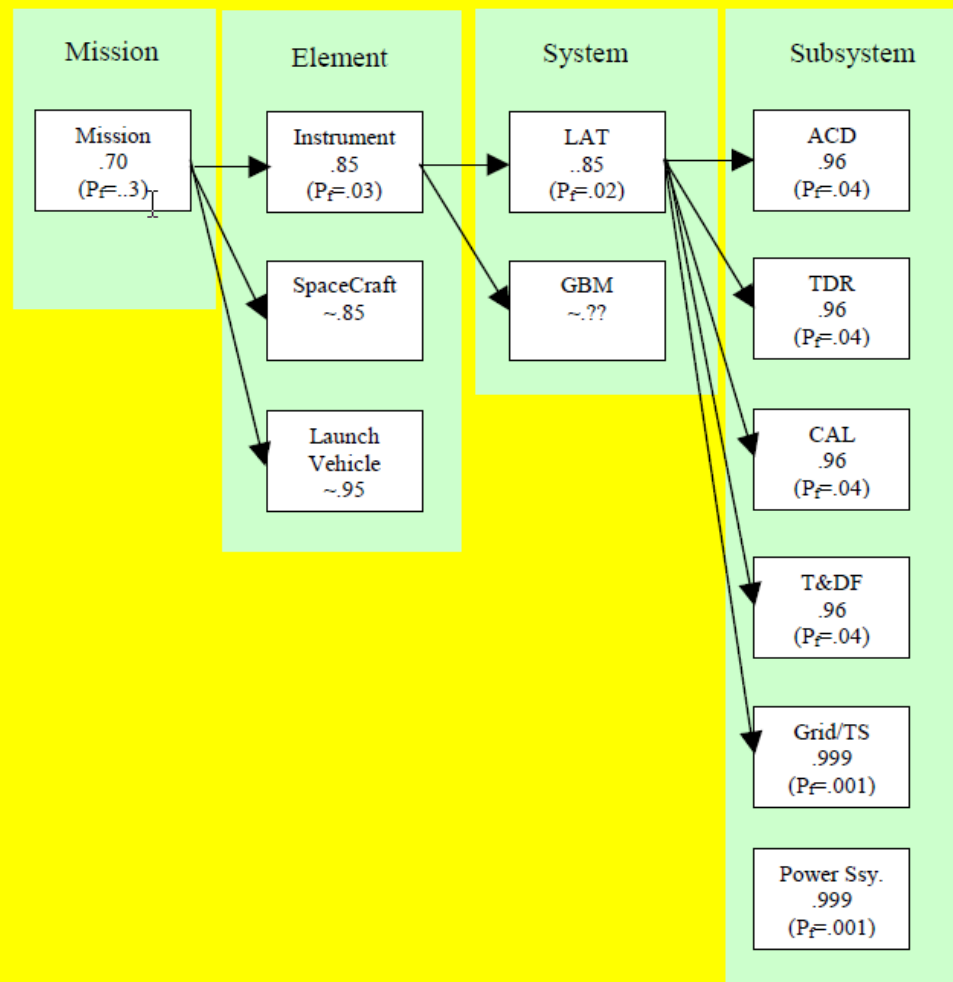 Mission
Element
System
Subsystem
Mission
.70
(Pf=..3)
Instrument
.85
(Pf=.03)
SpaceCraft
~.85
Launch
Vehicle
~.95
LAT
..85
(Pf=.02)
GBM
~.??
ACD
.96
(Pf=.04)
TDR
.96
(Pf=.04)
CAL
.96
(Pf=.04)
T&DF
.96
(Pf=.04)
Grid/TS
.999
(Pf=.001)
Power Ssy.
.999
(Pf=.001)